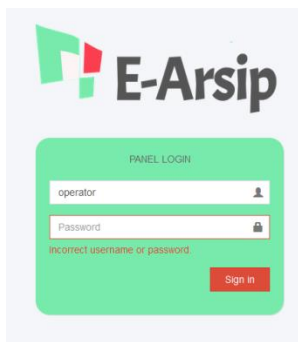 E-Arsip
PANEL LOGIN
operator
Password
Incorrect username or password.
Sign in